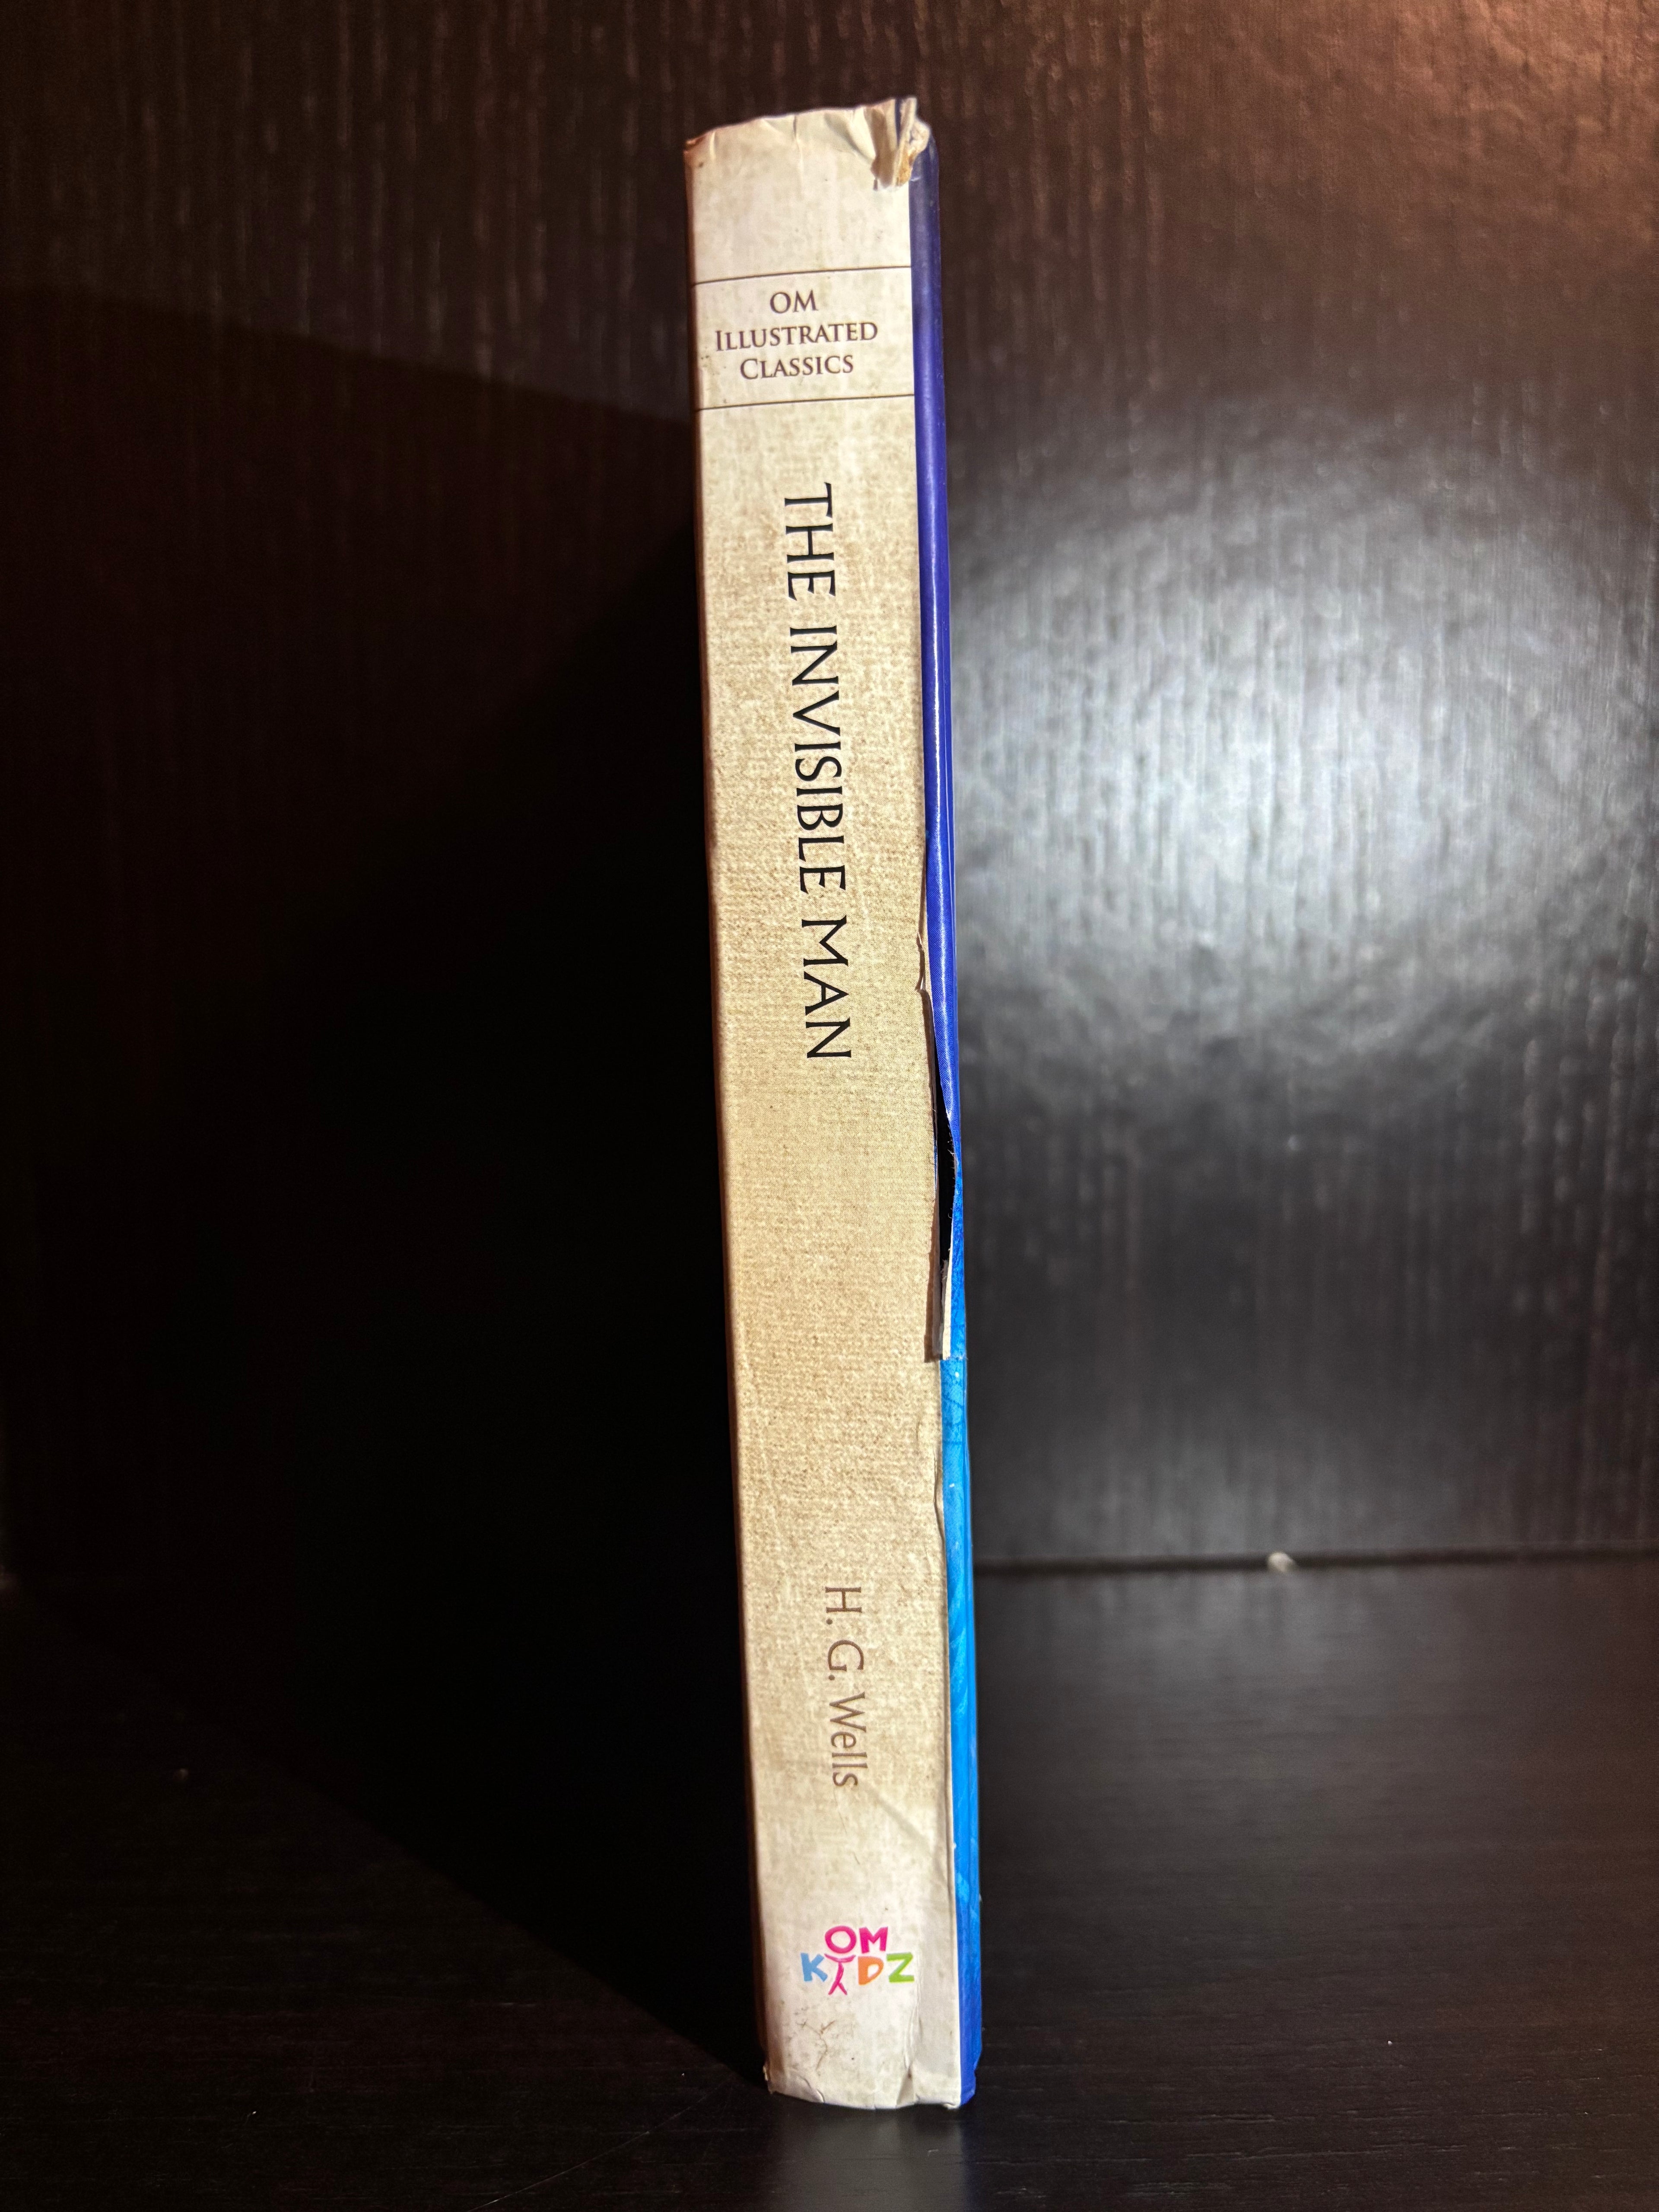 OM
ILLUSTRATED
CLASSICS
THE INVISIBLE MAN
H. G. Wells
OM
KIDZ